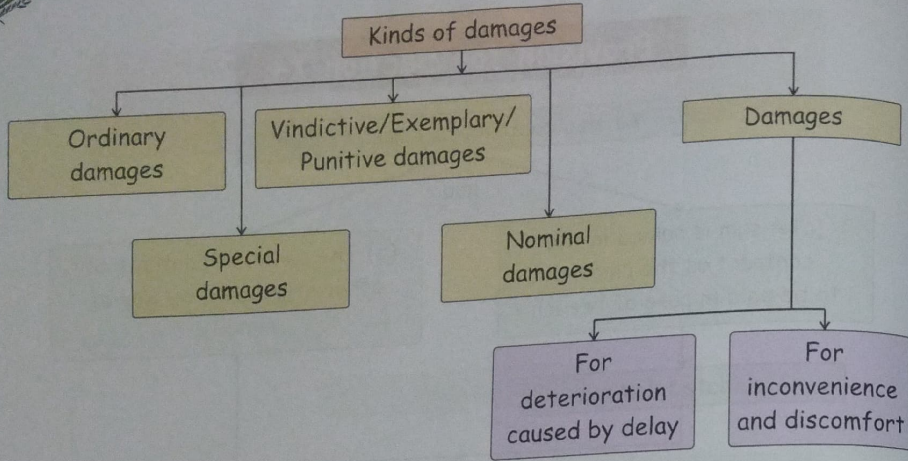 Kinds of damages
Ordinary
damages
Vindictive/Exemplary/
Punitive damages
Damages
Special
damages
Nominal
damages
For
deterioration
caused by delay
For
inconvenience
and discomfort